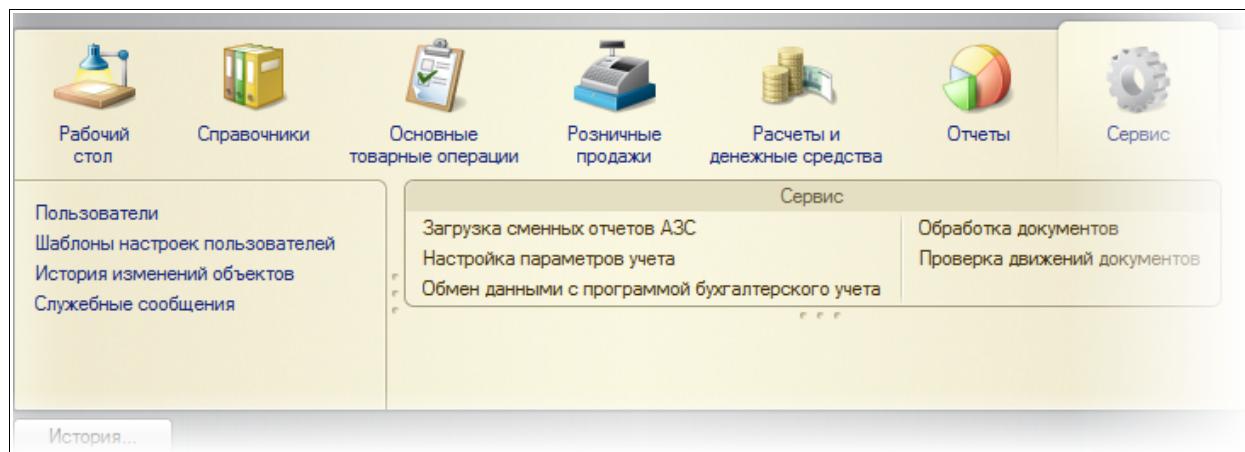 Рабочий стол
Справочники
Основные товарные операции
Розничные продажи
Расчеты и денежные средства
Отчеты
Сервис
Пользователи
Шаблоны настроек пользователей
История изменений объектов
Служебные сообщения
Сервис
Загрузка сменных отчетов АЗС
Настройка параметров учета
Обмен данными с программой бухгалтерского учета
Обработка документов
Проверка движений документов
История...